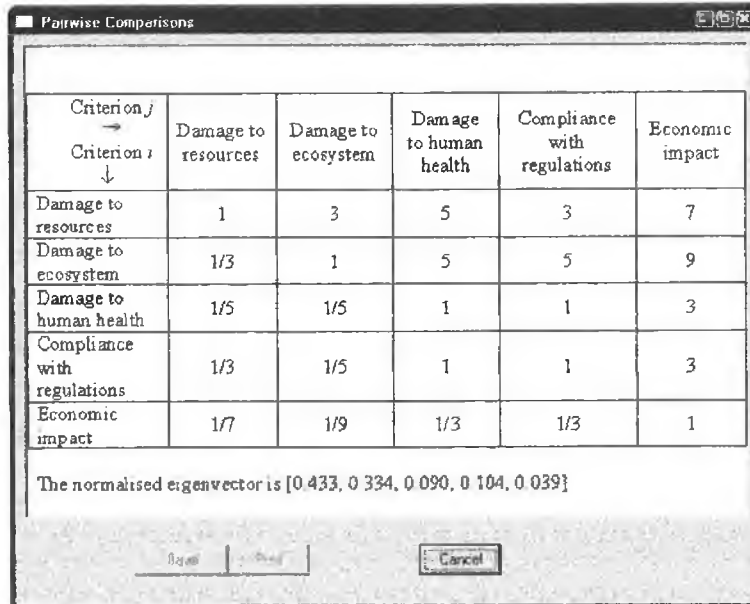 Pairwise Comparisons
Criterion j
→
Criterion i
↓
Damage to
resources
Damage to
ecosystem
Damage
to human
health
Compliance
with
regulations
Economic
impact
Damage to
resources
1
3
5
3
7
Damage to
ecosystem
1/3
1
5
5
9
Damage to
human health
1/5
1/5
1
1
3
Compliance
with
regulations
1/3
1/5
1
1
3
Economic
impact
1/7
1/9
1/3
1/3
1
The normalised eigenvector is [0.433, 0.334, 0.090, 0.104, 0.039]
Cancel